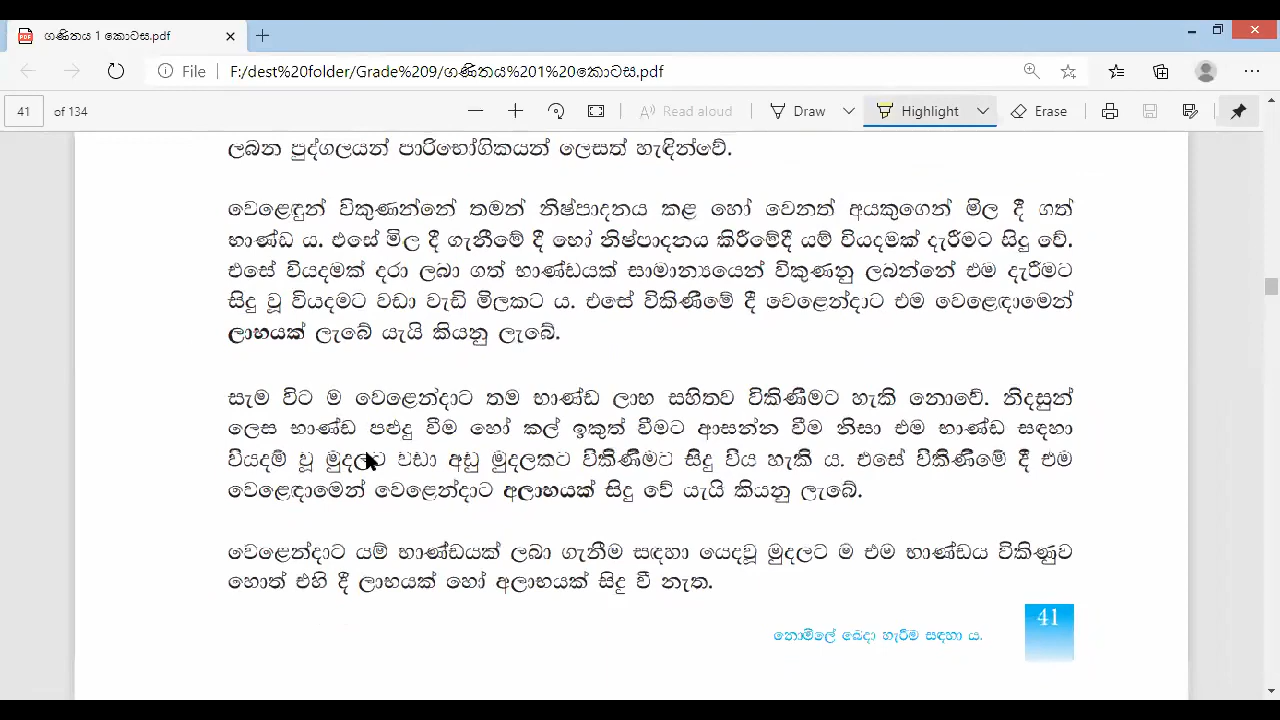 ගණිතය 1 කොටස.pdf
File F:/dest%20folder/Grade%209/ගණිතය%201%20කොටස.pdf
41 of 134 Read aloud Draw Highlight Erase
ලබන පුද්ගලයන් පාරිභෝගිකයන් ලෙසත් හැඳින්වේ.
වෙළෙඳුන් විකුණන්නේ තමන් නිෂ්පාදනය කළ හෝ වෙනත් අයකුගෙන් මිල දී ගත්
භාණ්ඩ ය. එසේ මිල දී ගැනීමේ දී හෝ නිෂ්පාදනය කිරීමේදී යම් වියදමක් දැරීමට සිදු වේ.
එසේ වියදමක් දරා ලබා ගත් භාණ්ඩයක් සාමාන්‍යයෙන් විකුණනු ලබන්නේ එම දැරීමට
සිදු වූ වියදමට වඩා වැඩි මිලකට ය. එසේ විකිණීමේ දී වෙළෙන්දාට එම වෙළෙඳාමෙන්
ලාභයක් ලැබේ යැයි කියනු ලැබේ.
සැම විට ම වෙළෙන්දාට තම භාණ්ඩ ලාභ සහිතව විකිණීමට හැකි නොවේ. නිදසුන්
ලෙස භාණ්ඩ පළුදු වීම හෝ කල් ඉකුත් වීමට ආසන්න වීම නිසා එම භාණ්ඩ සඳහා
වියදම් වූ මුදලට වඩා අඩු මුදලකට විකිණීමට සිදු විය හැකි ය. එසේ විකිණීමේ දී එම
වෙළෙඳාමෙන් වෙළෙන්දාට අලාභයක් සිදු වේ යැයි කියනු ලැබේ.
වෙළෙන්දාට යම් භාණ්ඩයක් ලබා ගැනීම සඳහා යෙදවූ මුදලට ම එම භාණ්ඩය විකිණුව
හොත් එහි දී ලාභයක් හෝ අලාභයක් සිදු වී නැත.
නොමිලේ බෙදා හැරීම සඳහා ය.
41